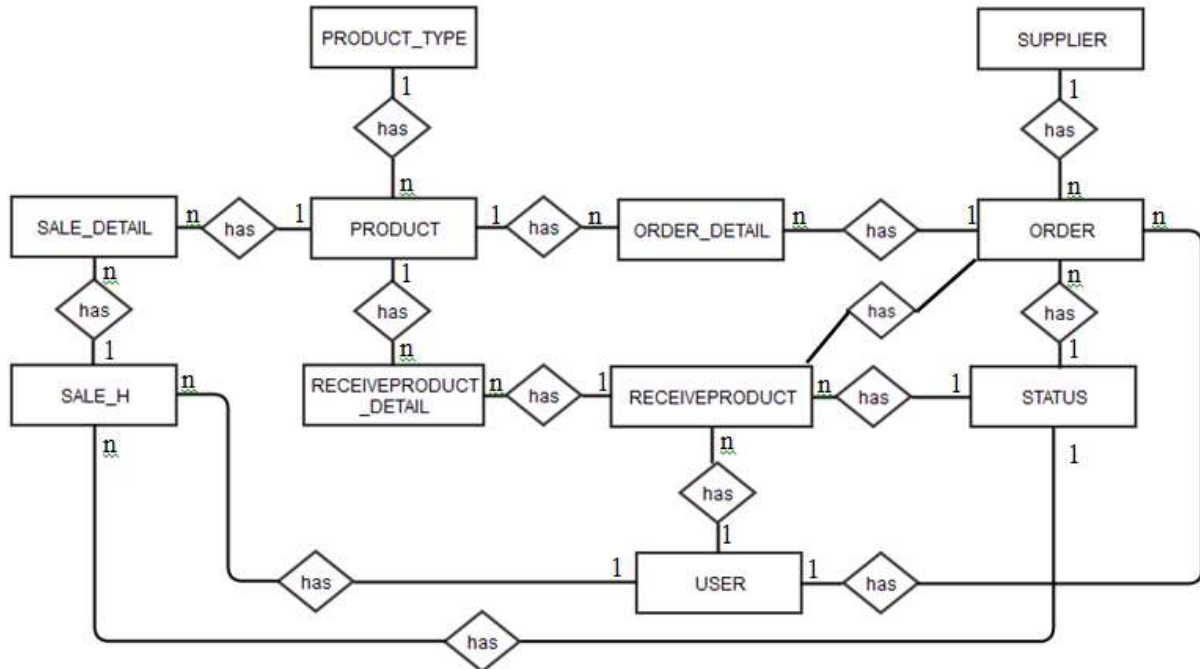 PRODUCT_TYPE
SUPPLIER
1
1
has
has
n
n
SALE_DETAIL
n
has
1
PRODUCT
1
has
n
ORDER_DETAIL
n
has
1
ORDER
n
n
1
n
has
has
has
has
1
n
1
SALE_H
n
RECEIVEPRODUCT
_DETAIL
n
has
1
RECEIVEPRODUCT
n
has
1
STATUS
n
n
1
has
1
has
1
USER
1
has
has